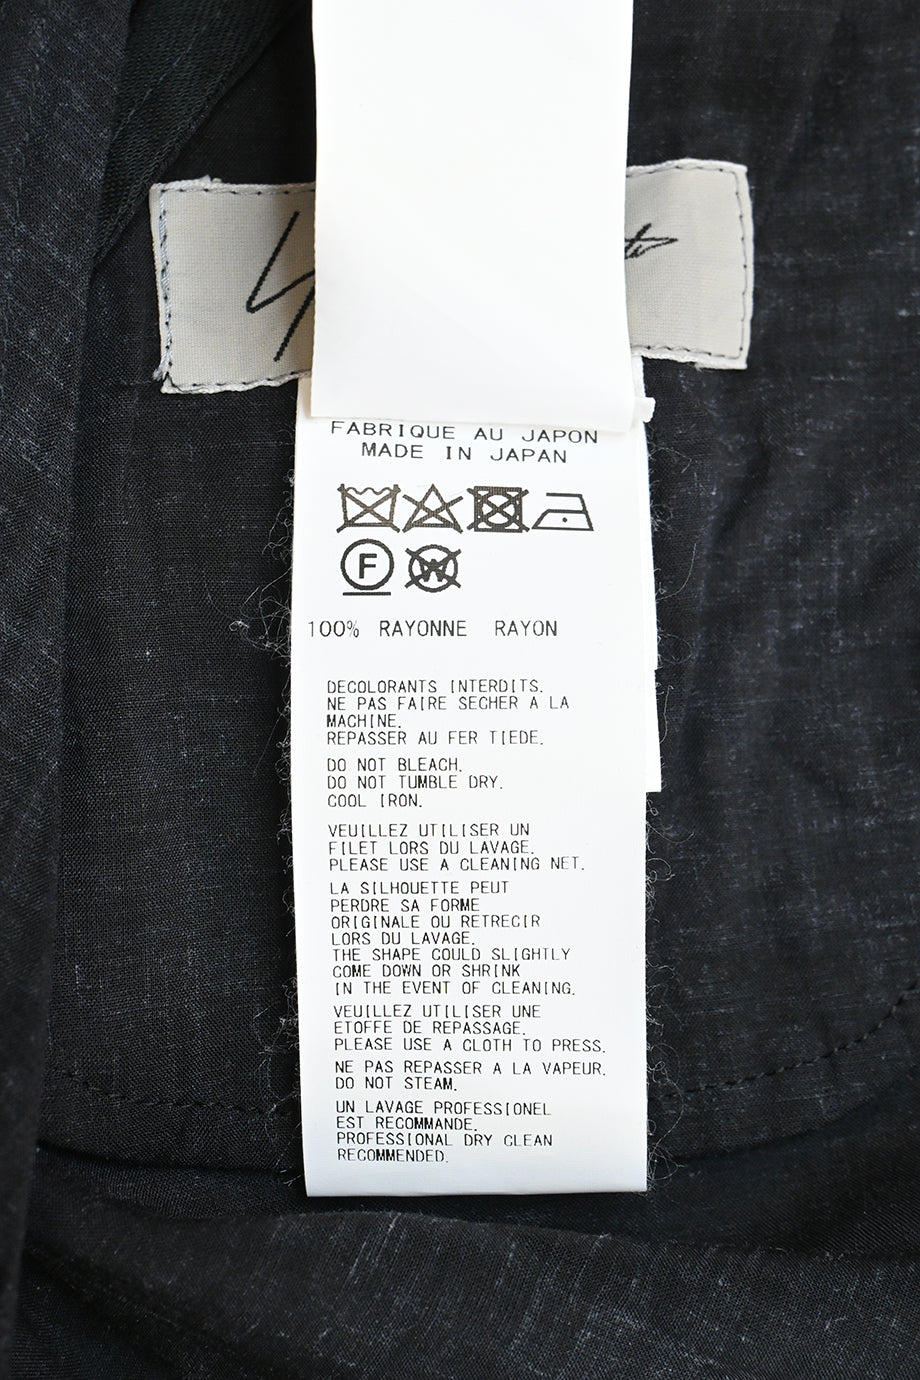 FABRIQUE AU JAPON
MADE IN JAPAN
F W
100% RAYONNE RAYON
DECOLORANTS INTERDITS.
NE PAS FAIRE SECHER A LA
MACHINE.
REPASSER AU FER TIEDE.
DO NOT BLEACH.
DO NOT TUMBLE DRY.
COOL IRON.
VEUILLEZ UTILISER UN
FILET LORS DU LAVAGE.
PLEASE USE A CLEANING NET.
LA SILHOUETTE PEUT
PERDRE SA FORME
ORIGINALE OU RETRECIR
LORS DU LAVAGE.
THE SHAPE COULD SLIGHTLY
COME DOWN OR SHRINK
IN THE EVENT OF CLEANING.
VEUILLEZ UTILISER UNE
ETOFFE DE REPASSAGE.
PLEASE USE A CLOTH TO PRESS.
NE PAS REPASSER A LA VAPEUR.
DO NOT STEAM.
UN LAVAGE PROFESSIONEL
EST RECOMMANDE.
PROFESSIONAL DRY CLEAN
RECOMMENDED.